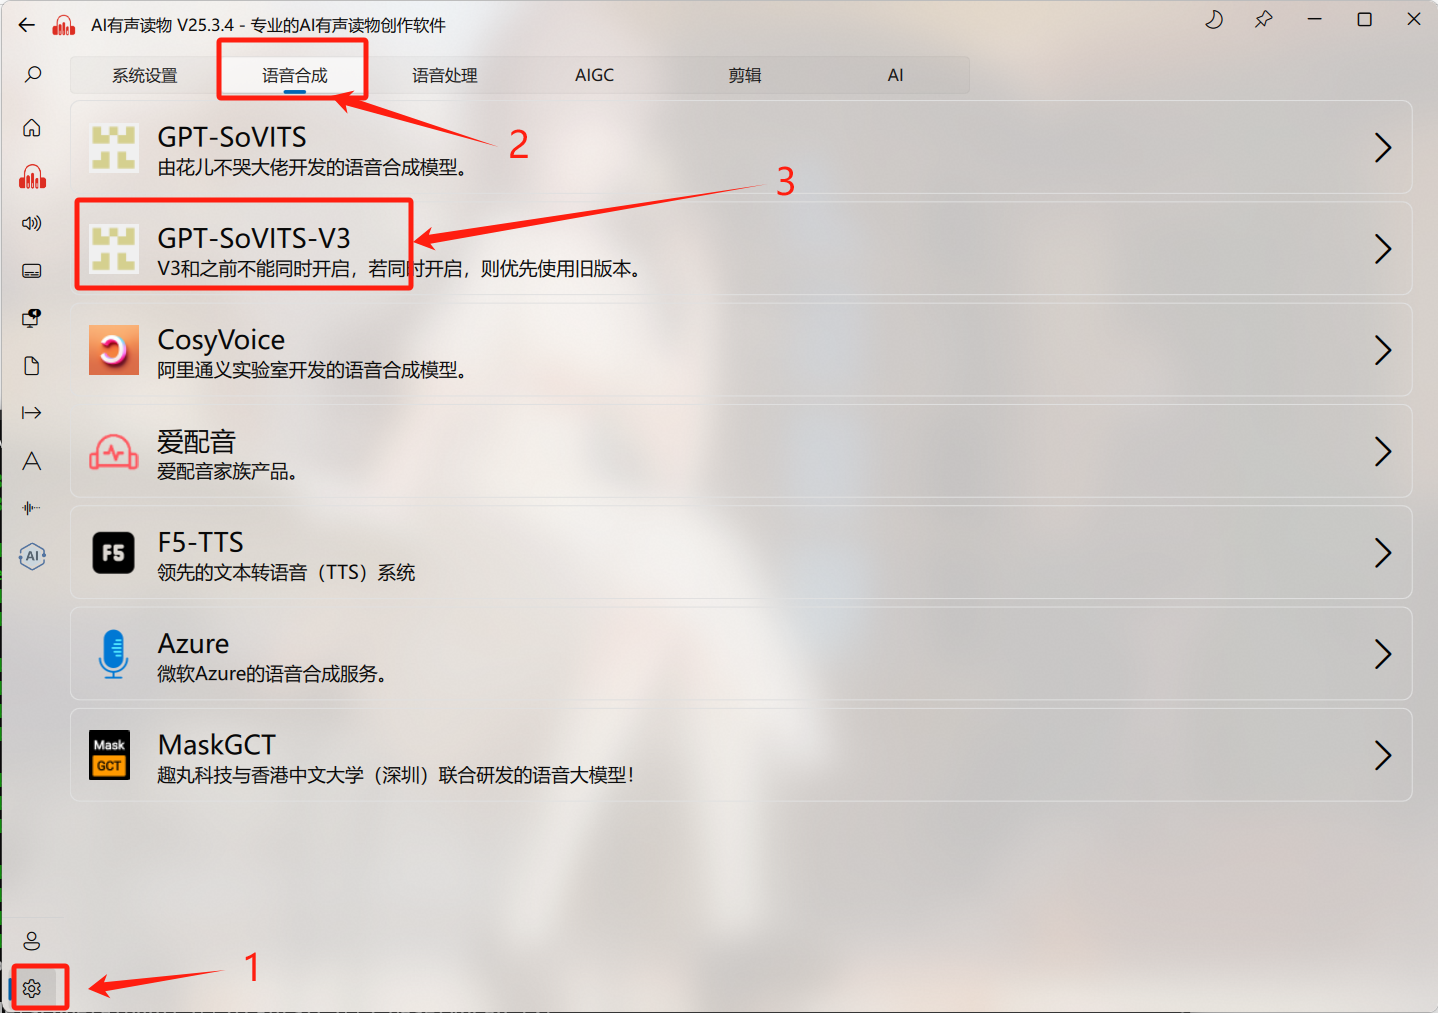 AI有声读物 V25.3.4 - 专业的AI有声读物创作软件
系统设置 语音合成 语音处理 AIGC 剪辑 AI
2
GPT-SoVITS
由花儿不哭大佬开发的语音合成模型。
3
GPT-SoVITS-V3
V3和之前不能同时开启，若同时开启，则优先使用旧版本。
CosyVoice
阿里通义实验室开发的语音合成模型。
爱配音
爱配音家族产品。
F5
F5-TTS
领先的文本转语音（TTS）系统
AI
Azure
微软Azure的语音合成服务。
Mask
GCT
MaskGCT
趣丸科技与香港中文大学（深圳）联合研发的语音大模型！
1